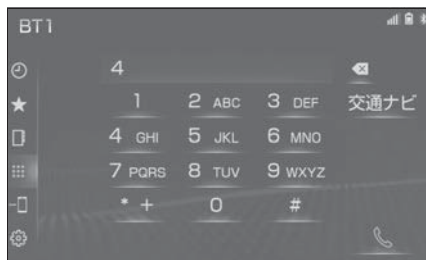 BT1
4
1 2 ABC 3 DEF 交通ナビ
4 GHI 5 JKL 6 MNO
7 PQRS 8 TUV 9 WXYZ
* + 0 #